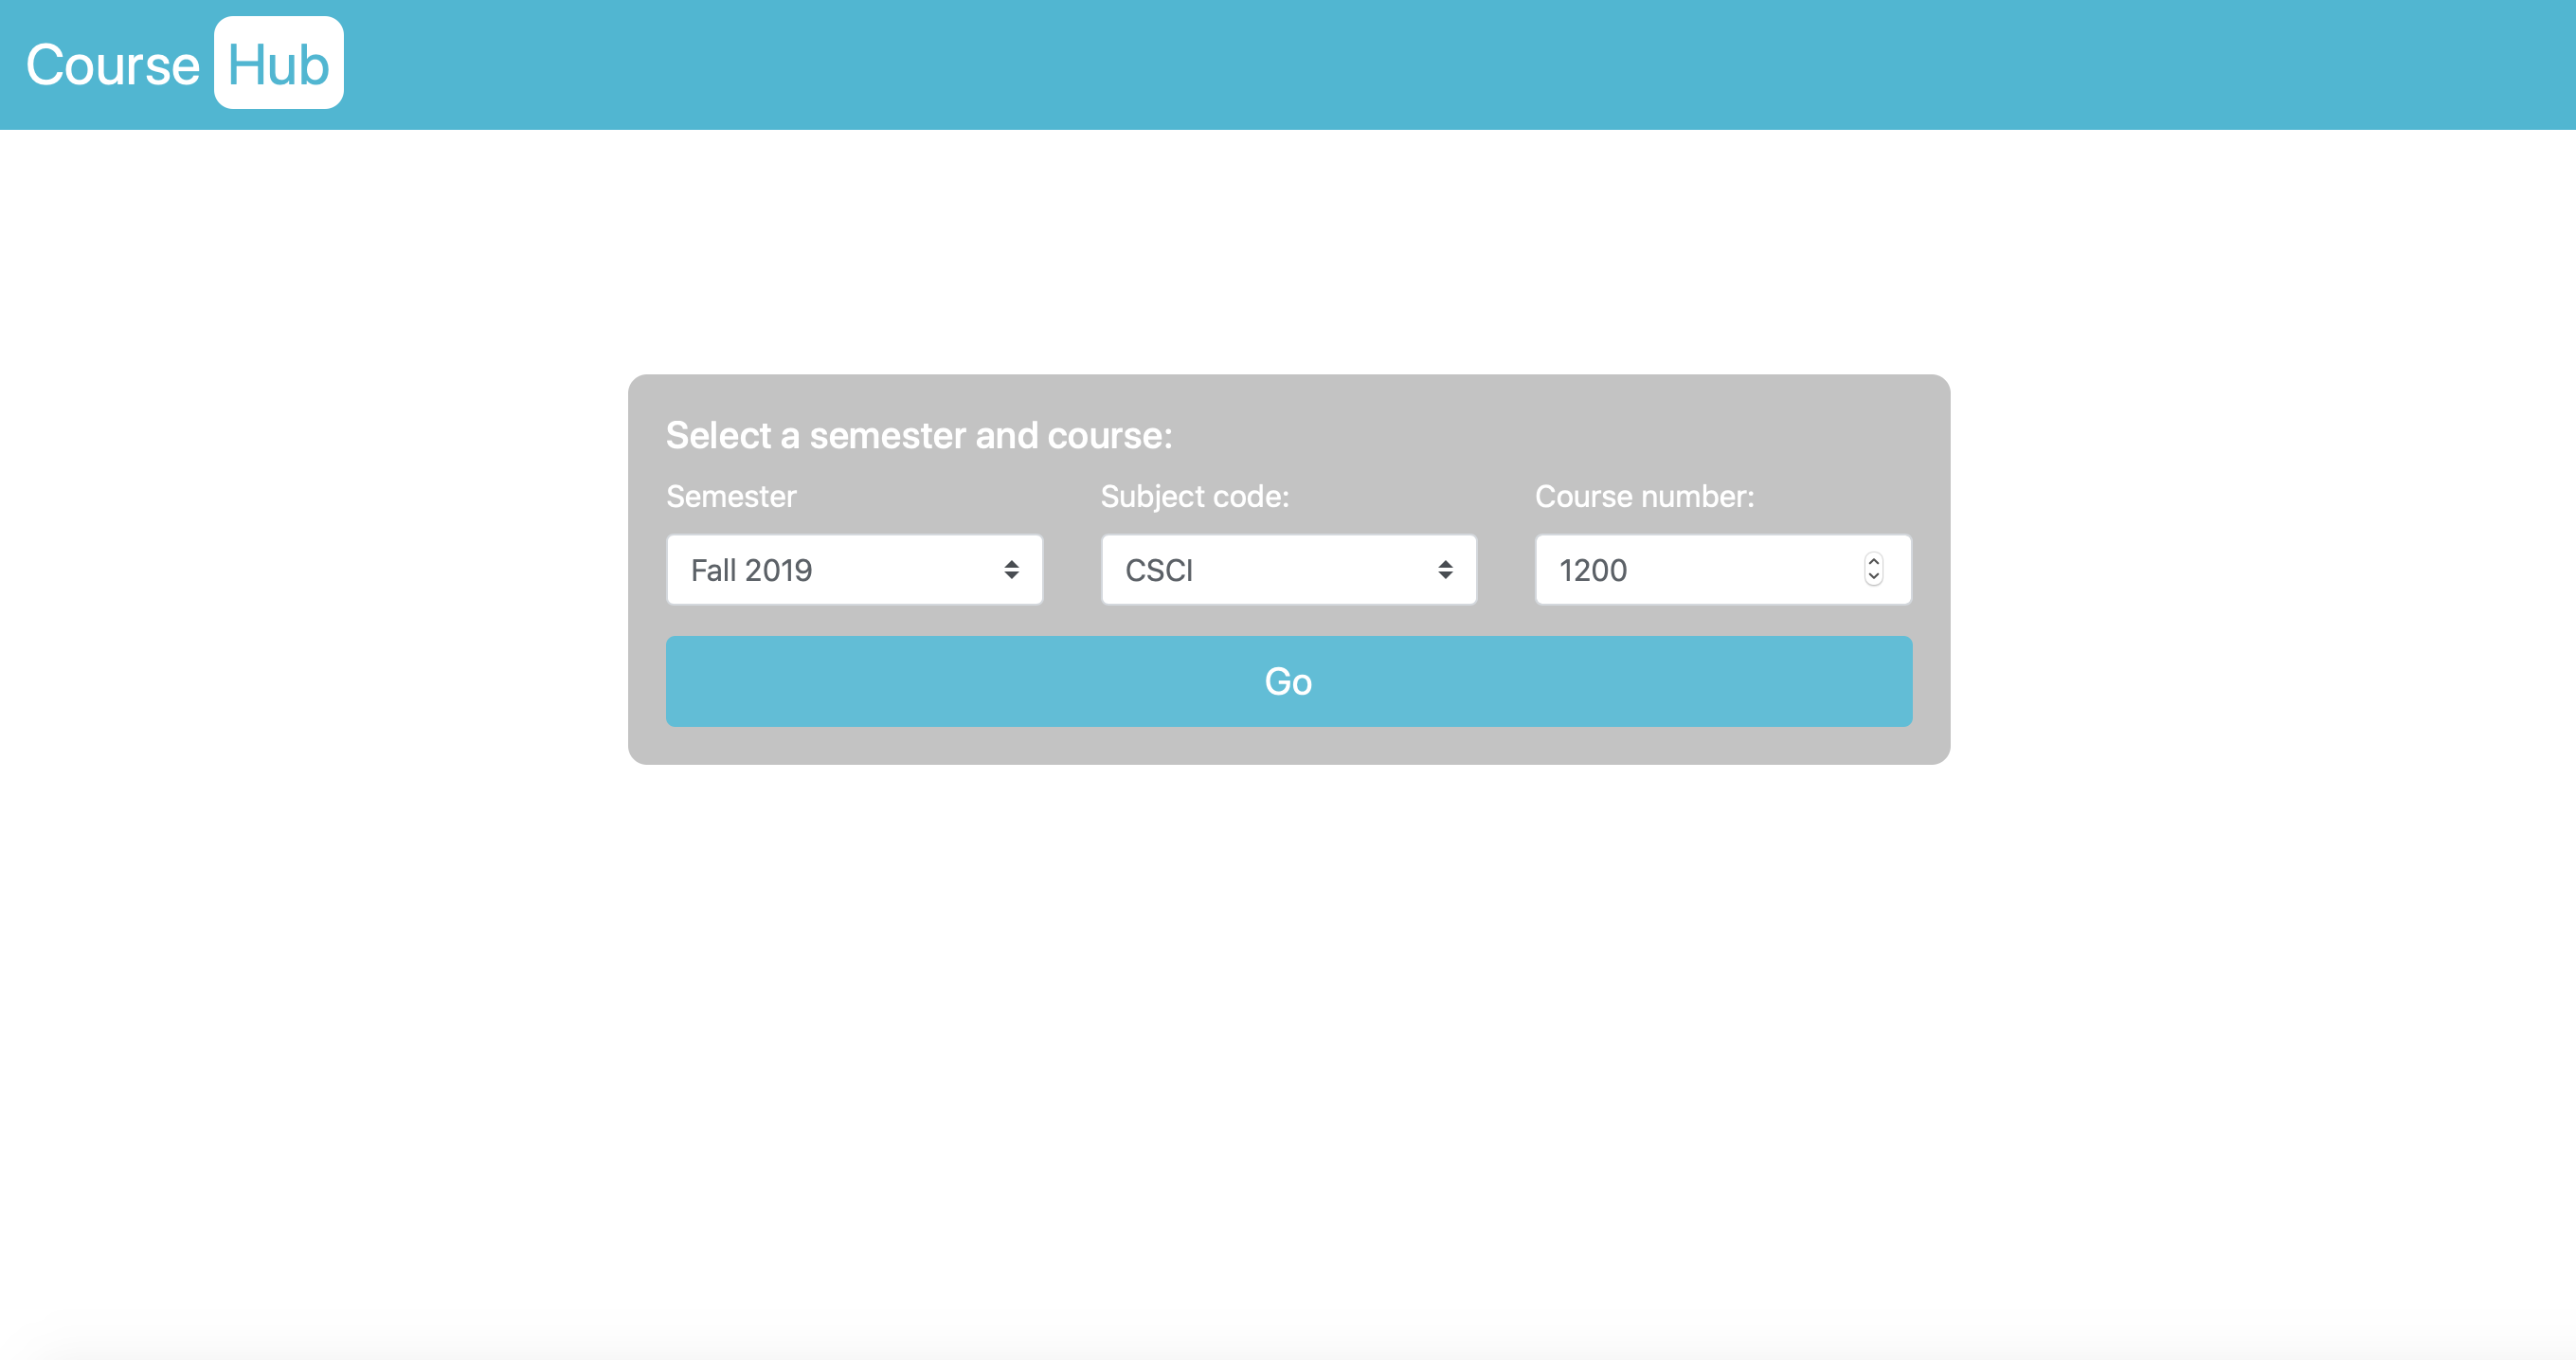 Course Hub
Select a semester and course:
Semester Subject code: Course number:
Fall 2019 CSCI 1200
Go